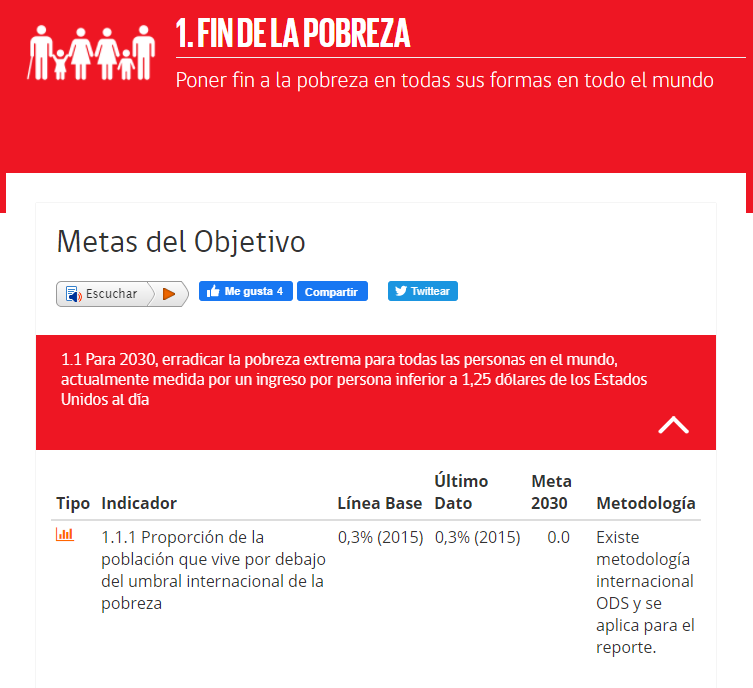 1. FIN DE LA POBREZA
Poner fin a la pobreza en todas sus formas en todo el mundo
Metas del Objetivo
Escuchar
Me gusta 4
Compartir
Twittear
1.1 Para 2030, erradicar la pobreza extrema para todas las personas en el mundo,
actualmente medida por un ingreso por persona inferior a 1,25 dólares de los Estados
Unidos al día
Tipo Indicador Línea Base Último Dato Meta 2030 Metodología
1.1.1 Proporción de la
población que vive por debajo
del umbral internacional de la
pobreza
0,3% (2015)
0,3% (2015)
0.0
Existe
metodología
internacional
ODS y se
aplica para el
reporte.